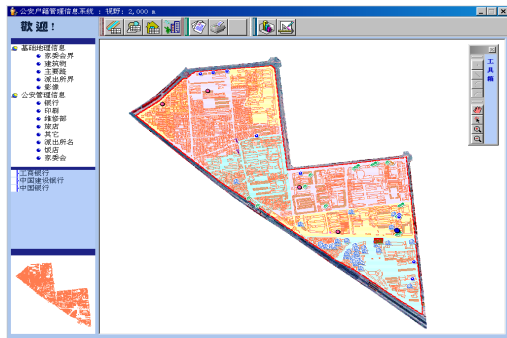 公安户籍管理信息系统 : 视野: 2,000 m
歡迎!
基础地理信息
家委会界
建筑物
主要路
派出所界
影像
公安管理信息
银行
印刷
维修部
旅店
其它
派出所名
饭店
家委会
工商银行
中国建设银行
中国银行
工具箱